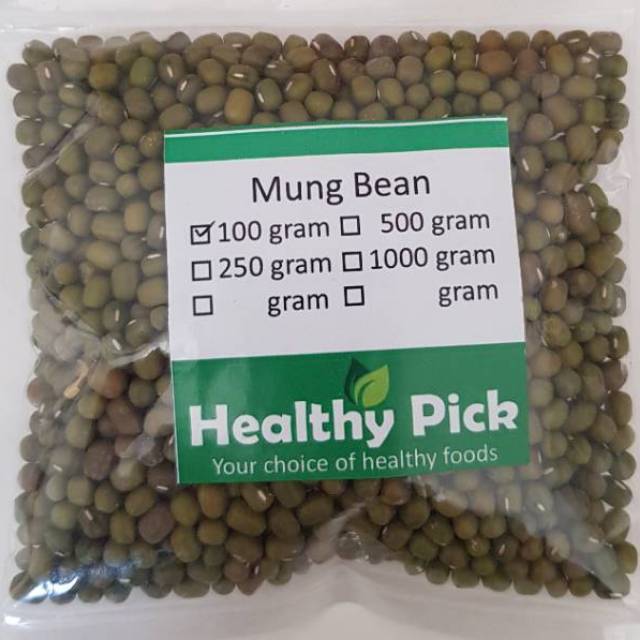 Mung Bean
☑ 100 gram ☐ 500 gram
☐ 250 gram ☐ 1000 gram
☐ gram ☐ gram
Healthy Pick
Your choice of healthy foods